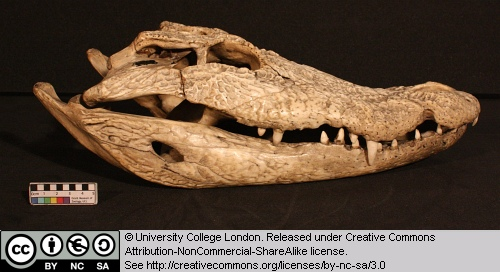 © University College London. Released under Creative Commons
Attribution-NonCommercial-ShareAlike license.
See http://creativecommons.org/licenses/by-nc-sa/3.0
cc
BY NC SA